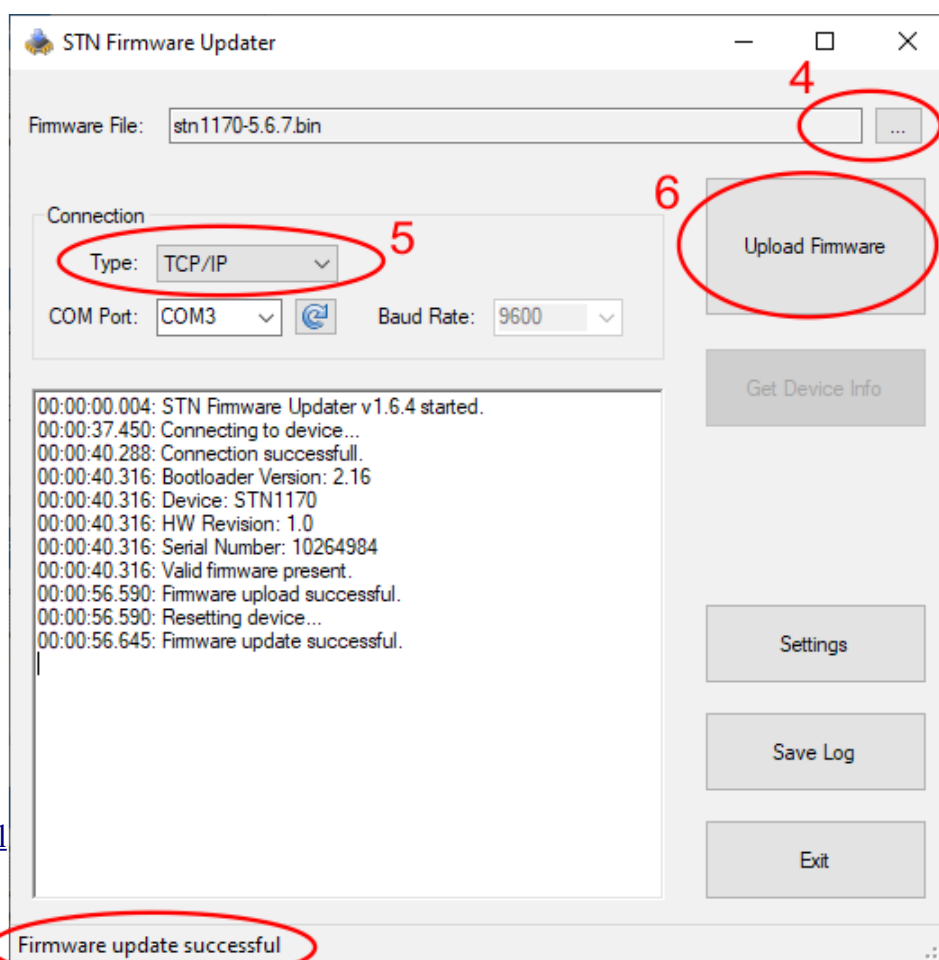 STN Firmware Updater
4
Firmware File: stn1170-5.6.7.bin ...
6
Connection
5
Upload Firmware
Type: TCP/IP
COM Port: COM3 Baud Rate: 9600
Get Device Info
00:00:00.004: STN Firmware Updater v1.6.4 started.
00:00:37.450: Connecting to device...
00:00:40.288: Connection successfull.
00:00:40.316: Bootloader Version: 2.16
00:00:40.316: Device: STN1170
00:00:40.316: HW Revision: 1.0
00:00:40.316: Serial Number: 10264984
00:00:40.316: Valid firmware present.
00:00:56.590: Firmware upload successful.
00:00:56.590: Resetting device...
00:00:56.645: Firmware update successful.
Settings
Save Log
Exit
Firmware update successful